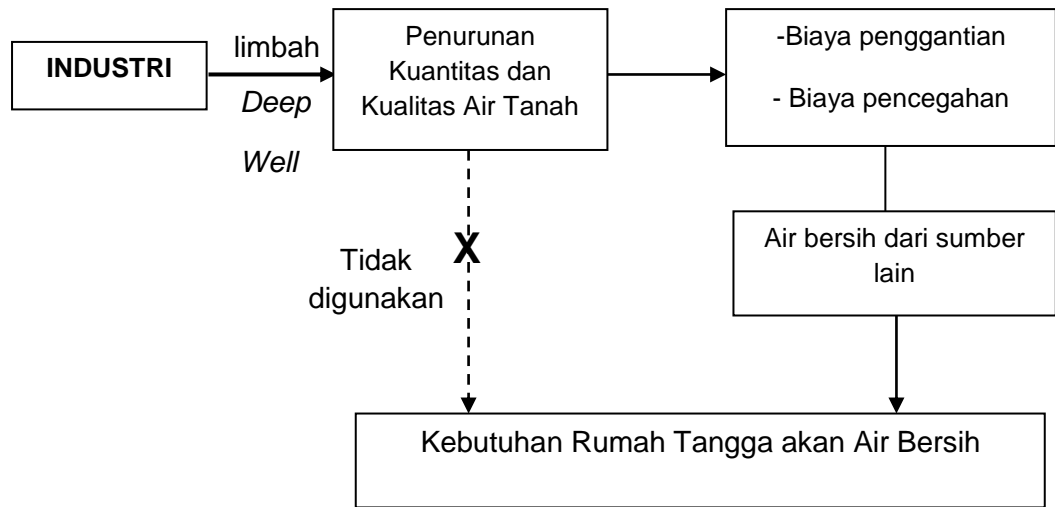 INDUSTRI
limbah
Deep
Well
Penurunan
Kuantitas dan
Kualitas Air Tanah
-Biaya penggantian
- Biaya pencegahan
Air bersih dari sumber
lain
X
Tidak
digunakan
Kebutuhan Rumah Tangga akan Air Bersih